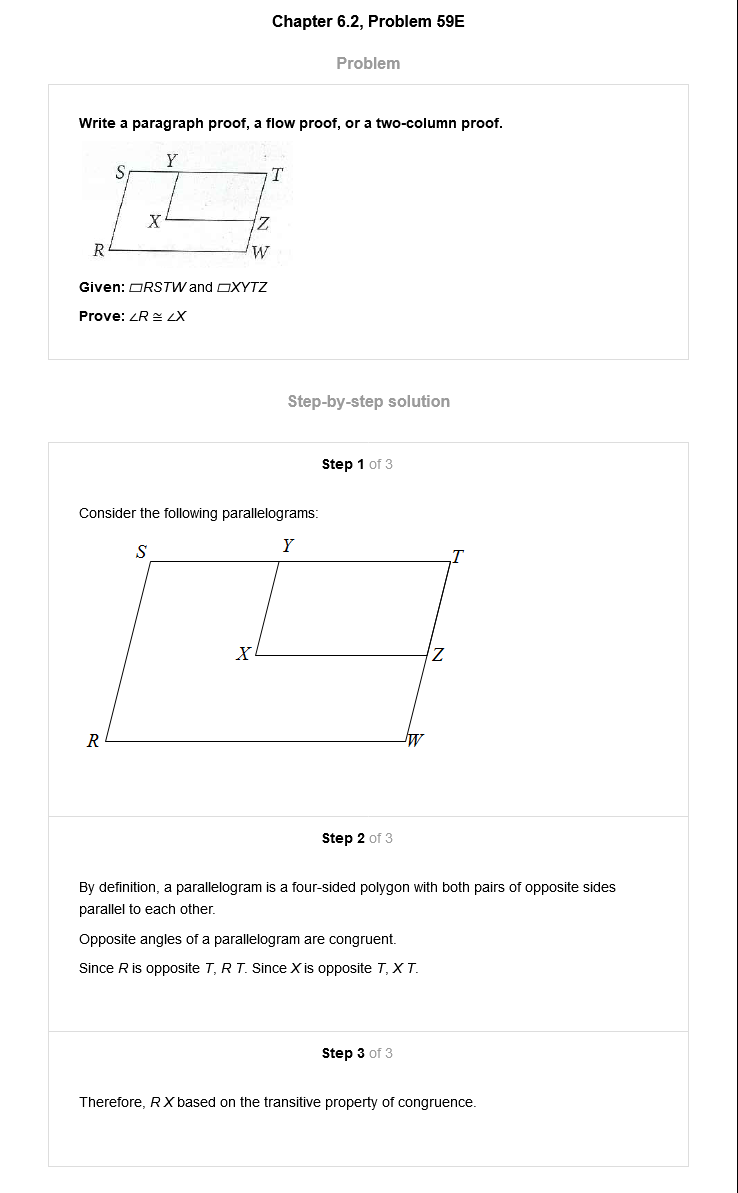 Chapter 6.2, Problem 59E
Problem
Write a paragraph proof, a flow proof, or a two-column proof.
S
Y
T
X
Z
R
W
Given: ▱RSTW and ▱XYTZ
Prove: ∠R ≅ ∠X
Step-by-step solution
Step 1 of 3
Consider the following parallelograms:
S
Y
T
X
Z
R
W
Step 2 of 3
By definition, a parallelogram is a four-sided polygon with both pairs of opposite sides
parallel to each other.
Opposite angles of a parallelogram are congruent.
Since R is opposite T, R T. Since X is opposite T, X T.
Step 3 of 3
Therefore, R X based on the transitive property of congruence.